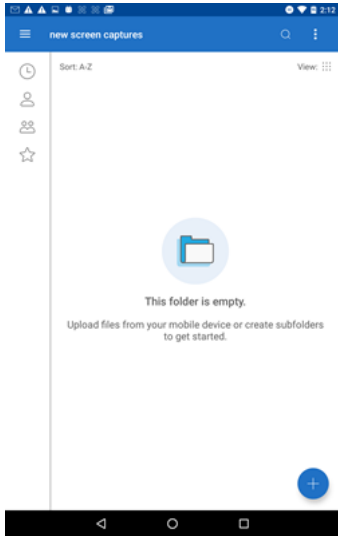 2:12
new screen captures
Sort: A-Z
View:
This folder is empty.
Upload files from your mobile device or create subfolders
to get started.